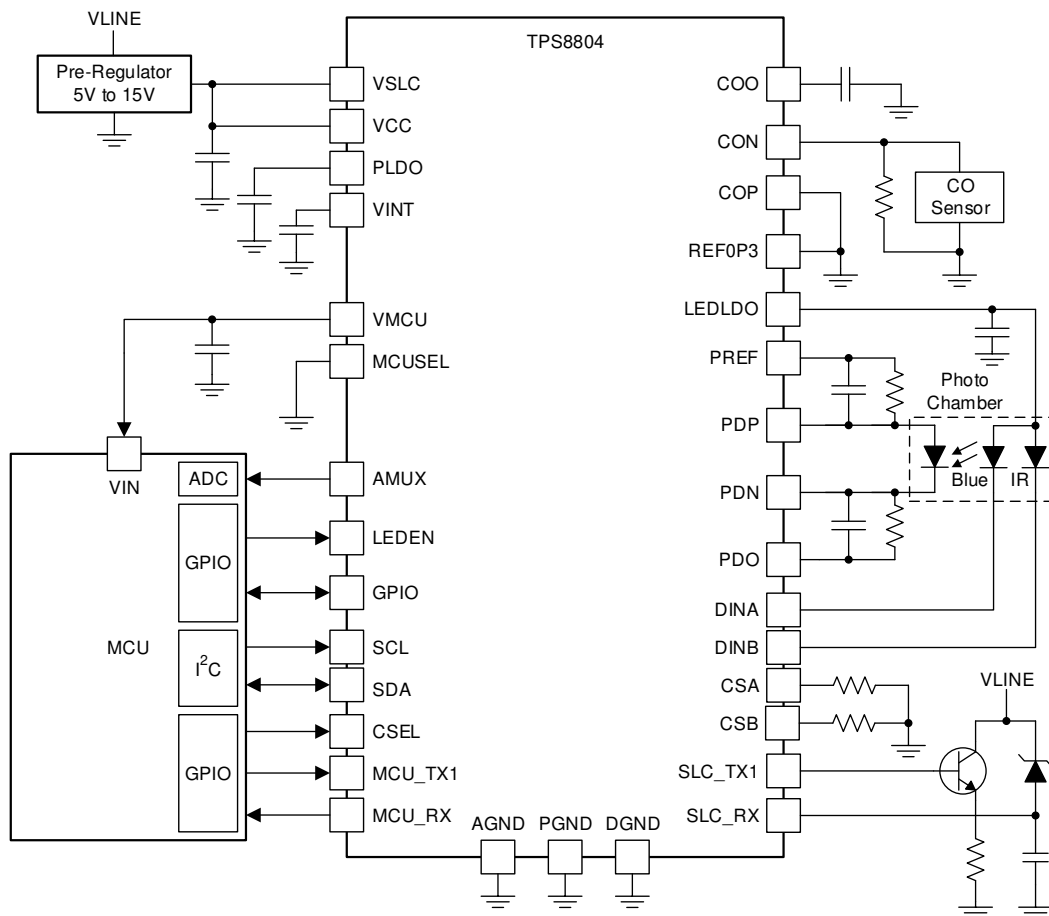 VLINE
Pre-Regulator
5V to 15V
TPS8804
VSLC
VCC
PLDO
VINT
VMCU
MCUSEL
AMUX
LEDEN
GPIO
SCL
SDA
CSEL
MCU_TX1
MCU_RX
VIN
ADC
GPIO
MCU
I²C
GPIO
AGND
PGND
DGND
COO
CON
COP
REF0P3
LEDLDO
PREF
PDP
PDN
PDO
DINA
DINB
CSA
CSB
SLC_TX1
SLC_RX
CO
Sensor
Photo
Chamber
Blue
IR
VLINE